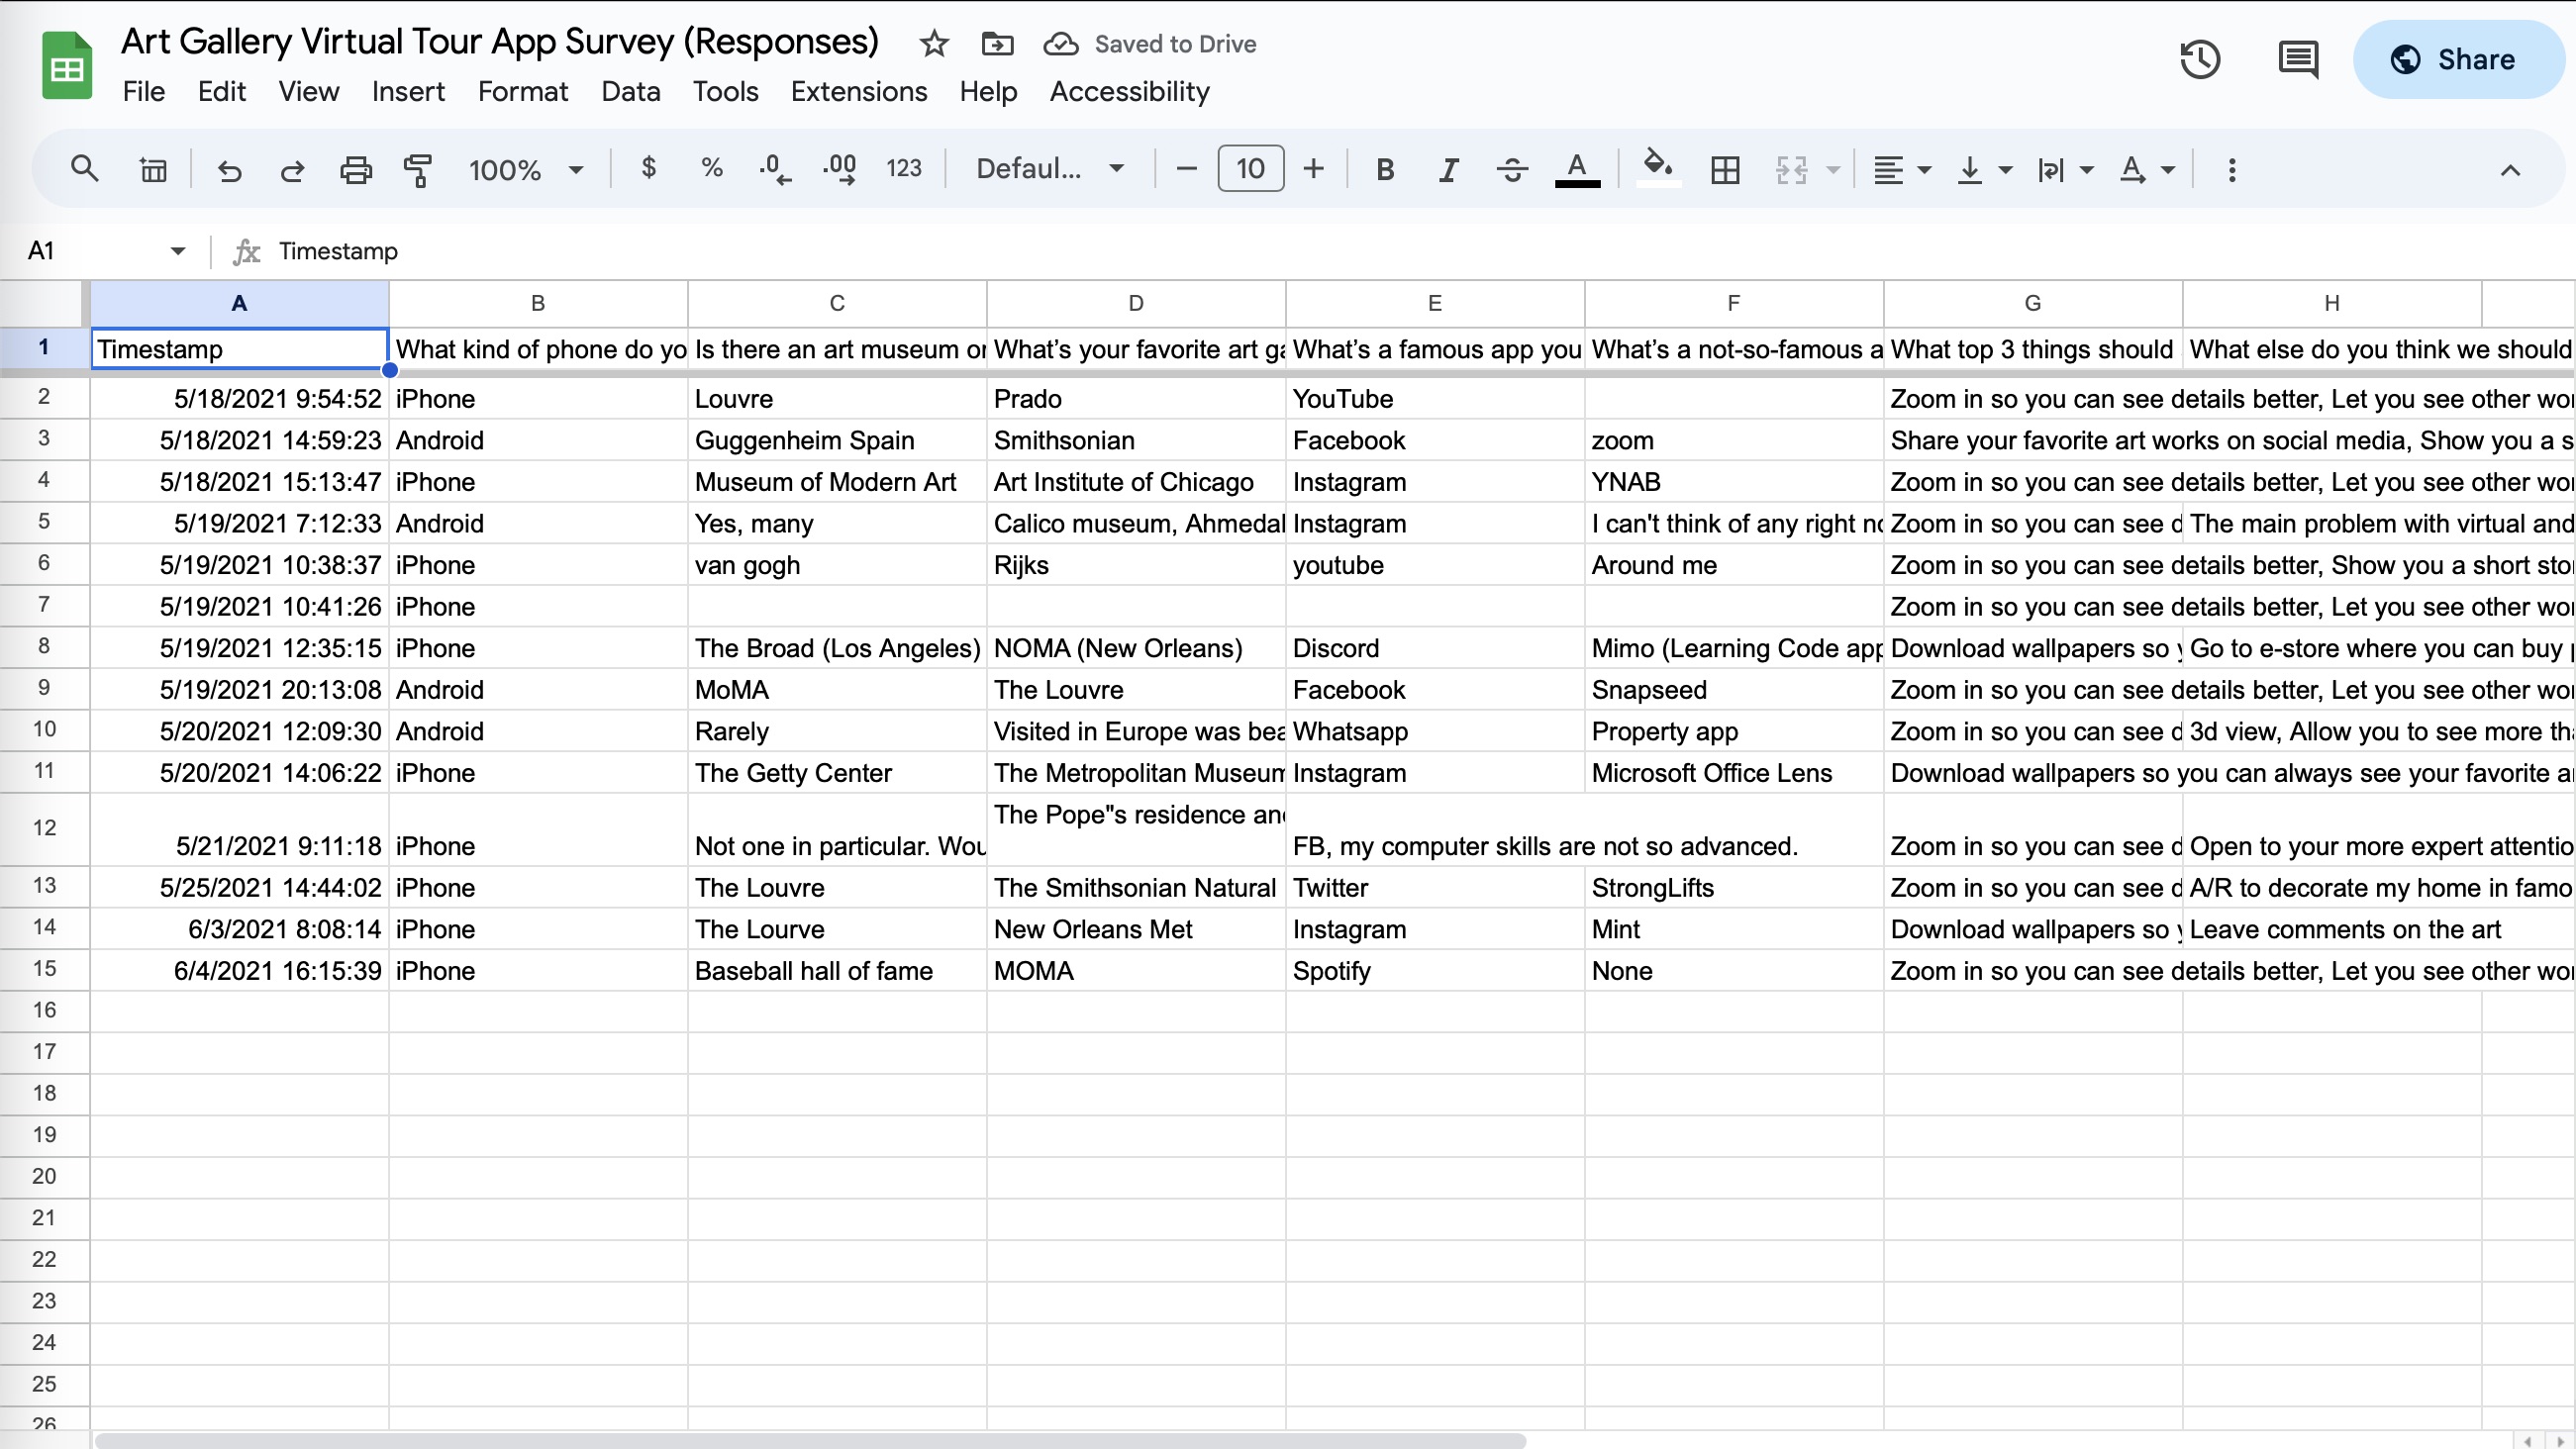 Art Gallery Virtual Tour App Survey (Responses) Saved to Drive
Share
File Edit View Insert Format Data Tools Extensions Help Accessibility
100% $ % .0 .00 123 Defaul... 10 B I A A
A1 fx Timestamp
A B C D E F G H
1 Timestamp What kind of phone do yo Is there an art museum or What's your favorite art ga What's a famous app you What's a not-so-famous a What top 3 things should What else do you think we should
2 5/18/2021 9:54:52 iPhone Louvre Prado YouTube Zoom in so you can see details better, Let you see other wor
3 5/18/2021 14:59:23 Android Guggenheim Spain Smithsonian Facebook zoom Share your favorite art works on social media, Show you a s
4 5/18/2021 15:13:47 iPhone Museum of Modern Art Art Institute of Chicago Instagram YNAB Zoom in so you can see details better, Let you see other wor
5 5/19/2021 7:12:33 Android Yes, many Calico museum, Ahmedal Instagram I can't think of any right no Zoom in so you can see d The main problem with virtual and
6 5/19/2021 10:38:37 iPhone van gogh Rijks youtube Around me Zoom in so you can see details better, Show you a short sto
7 5/19/2021 10:41:26 iPhone Zoom in so you can see details better, Let you see other wor
8 5/19/2021 12:35:15 iPhone The Broad (Los Angeles) NOMA (New Orleans) Discord Mimo (Learning Code app Download wallpapers so y Go to e-store where you can buy
9 5/19/2021 20:13:08 Android MoMA The Louvre Facebook Snapseed Zoom in so you can see details better, Let you see other wor
10 5/20/2021 12:09:30 Android Rarely Visited in Europe was bea Whatsapp Property app Zoom in so you can see d 3d view, Allow you to see more tha
11 5/20/2021 14:06:22 iPhone The Getty Center The Metropolitan Museum Instagram Microsoft Office Lens Download wallpapers so you can always see your favorite a
The Pope"s residence and
12 5/21/2021 9:11:18 iPhone Not one in particular. Wou FB, my computer skills are not so advanced. Zoom in so you can see d Open to your more expert attentio
13 5/25/2021 14:44:02 iPhone The Louvre The Smithsonian Natural Twitter StrongLifts Zoom in so you can see d A/R to decorate my home in famo
14 6/3/2021 8:08:14 iPhone The Lourve New Orleans Met Instagram Mint Download wallpapers so y Leave comments on the art
15 6/4/2021 16:15:39 iPhone Baseball hall of fame MOMA Spotify None Zoom in so you can see details better, Let you see other wor
16
17
18
19
20
21
22
23
24
25
26